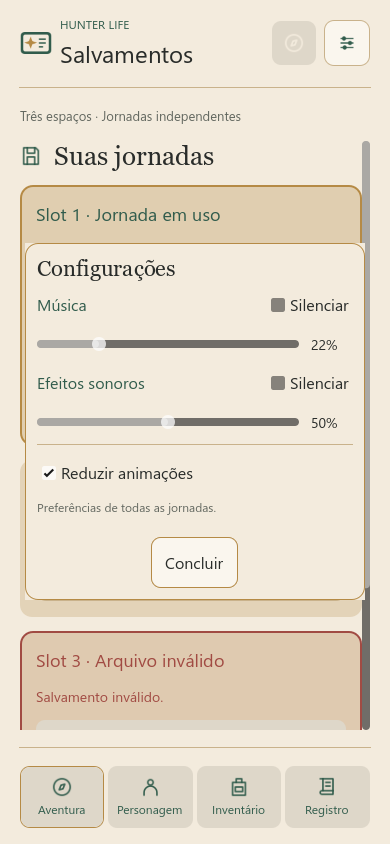 HUNTER LIFE
Salvamentos
Três espaços · Jornadas independentes
Suas jornadas
Slot 1 · Jornada em uso
Configurações
Música
Silenciar
22%
Efeitos sonoros
Silenciar
50%
Reduzir animações
Preferências de todas as jornadas.
Concluir
Slot 3 · Arquivo inválido
Salvamento inválido.
Aventura
Personagem
Inventário
Registro